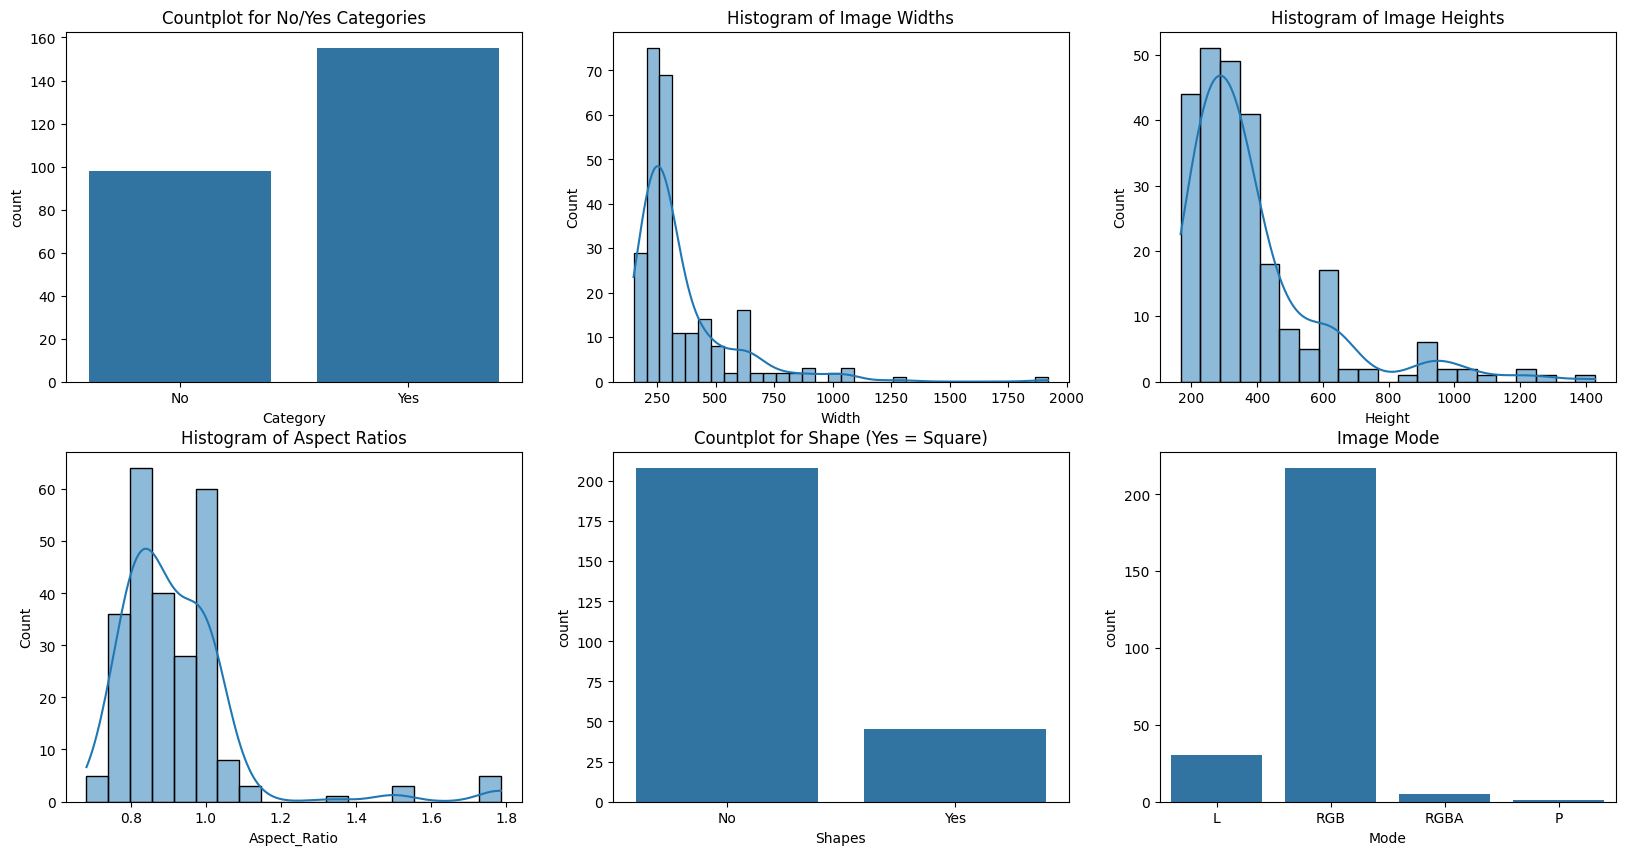 Countplot for No/Yes Categories
160
140
120
100
80
60
40
20
0
count
No Yes
Category
Histogram of Image Widths
70
60
50
40
30
20
10
0
Count
250 500 750 1000 1250 1500 1750 2000
Width
Histogram of Image Heights
50
40
30
20
10
0
Count
200 400 600 800 1000 1200 1400
Height
Histogram of Aspect Ratios
60
50
40
30
20
10
0
Count
0.8 1.0 1.2 1.4 1.6 1.8
Aspect_Ratio
Countplot for Shape (Yes = Square)
200
175
150
125
100
75
50
25
0
count
No Yes
Shapes
Image Mode
200
150
100
50
0
count
L RGB RGBA P
Mode